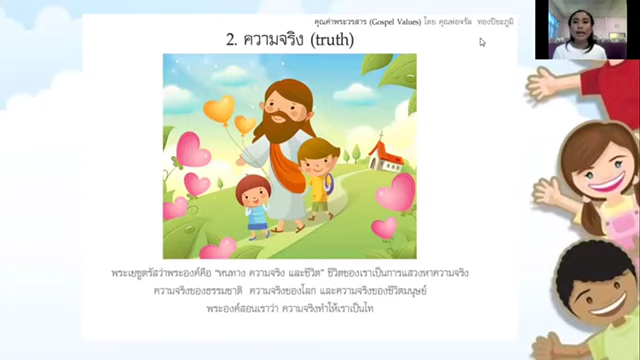 คุณค่าพระวรสาร (Gospel Values) โดย คุณพ่อจรัล ทองปิยะภูมิ
2. ความจริง (truth)
พระเยซูตรัสว่าพระองค์คือ "หนทาง ความจริง และชีวิต" ชีวิตของเราเป็นการแสวงหาความจริง
ความจริงของธรรมชาติ ความจริงของโลก และความจริงของชีวิตมนุษย์
พระองค์สอนเราว่า ความจริงทำให้เราเป็นไท